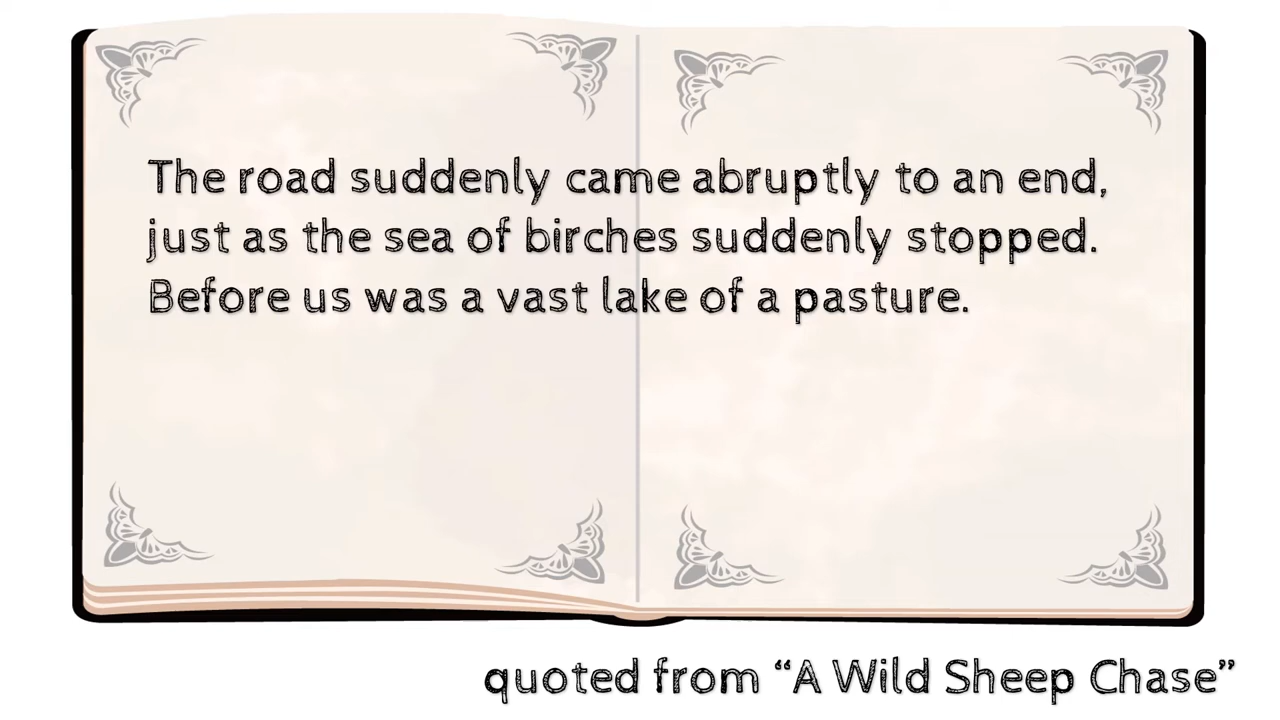 The road suddenly came abruptly to an end,
just as the sea of birches suddenly stopped.
Before us was a vast lake of a pasture.
quoted from “A Wild Sheep Chase”